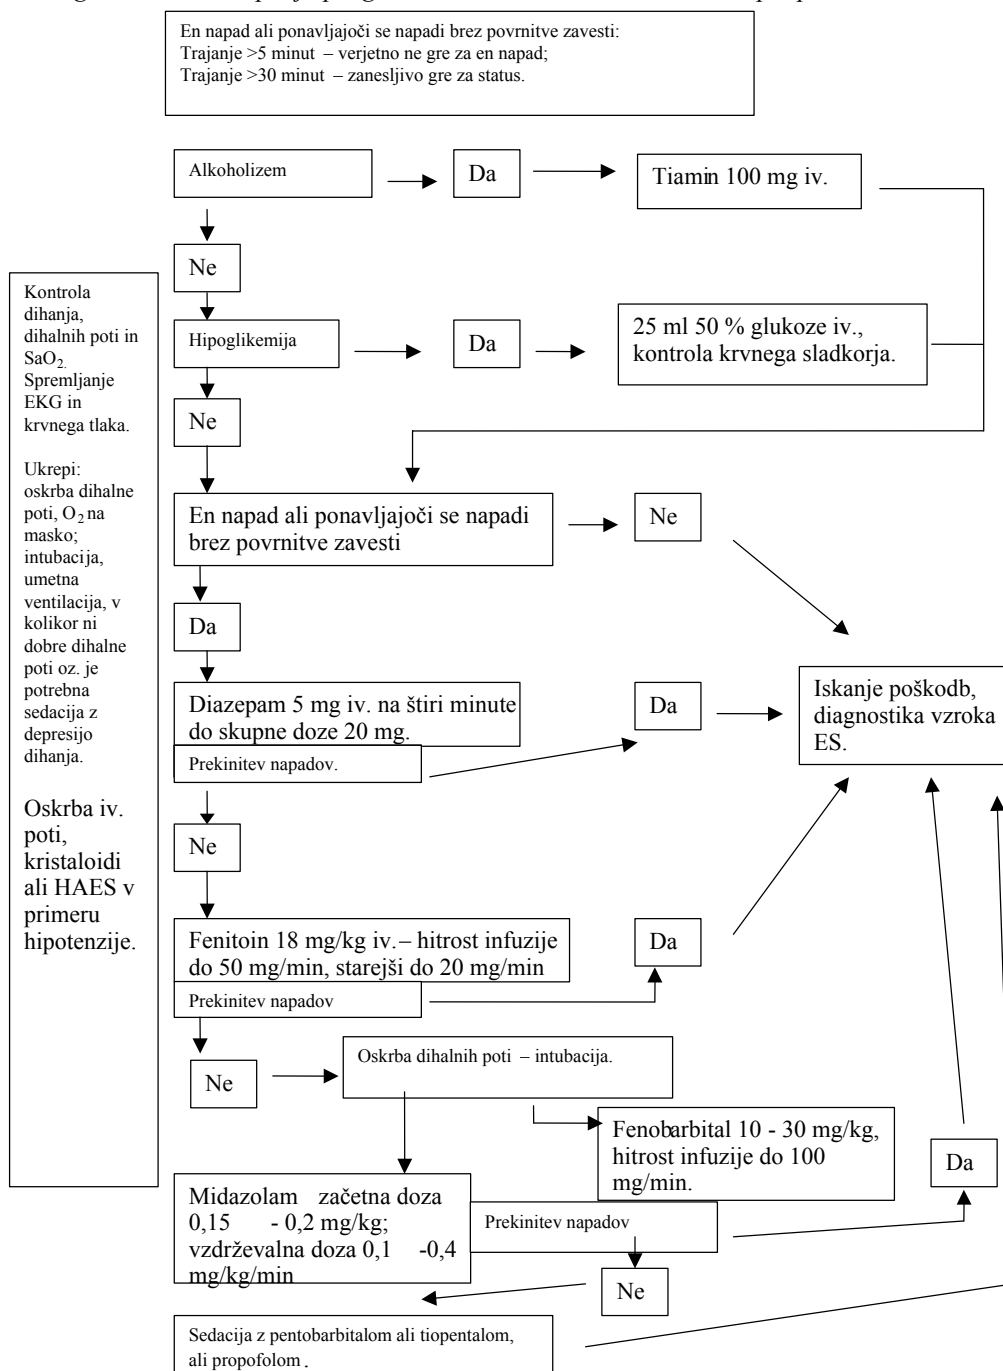 En napad ali ponavljajoči se napadi brez povrnitve zavesti:
Trajanje >5 minut – verjetno ne gre za en napad;
Trajanje >30 minut – zanesljivo gre za status.
Alkoholizem
Da
Tiamin 100 mg iv.
Ne
Kontrola
dihanja,
dihalnih poti in
SaO2.
Spremljanje
EKG in
krvnega tlaka.
Ukrepi:
oskrba dihalne
poti, O2 na
masko;
intubacija,
umetna
ventilacija, v
kolikor ni
dobre dihalne
poti oz. je
potrebna
sedacija z
depresijo
dihanja.
Oskrba iv.
poti,
kristaloidi
ali HAES v
primeru
hipotenzije.
Hipoglikemija
Da
25 ml 50 % glukoze iv.,
kontrola krvnega sladkorja.
Ne
En napad ali ponavljajoči se napadi
brez povrnitve zavesti
Ne
Da
Diazepam 5 mg iv. na štiri minute
do skupne doze 20 mg.
Prekinitev napadov.
Da
Iskanje poškodb,
diagnostika vzroka
ES.
Ne
Fenitoin 18 mg/kg iv. – hitrost infuzije
do 50 mg/min, starejši do 20 mg/min
Prekinitev napadov
Da
Ne
Oskrba dihalnih poti – intubacija.
Fenobarbital 10 - 30 mg/kg,
hitrost infuzije do 100
mg/min.
Da
Midazolam začetna doza
0,15 - 0,2 mg/kg;
vzdrževalna doza 0,1 -0,4
mg/kg/min
Prekinitev napadov
Ne
Sedacija z pentobarbitalom ali tiopentalom,
ali propofolom.